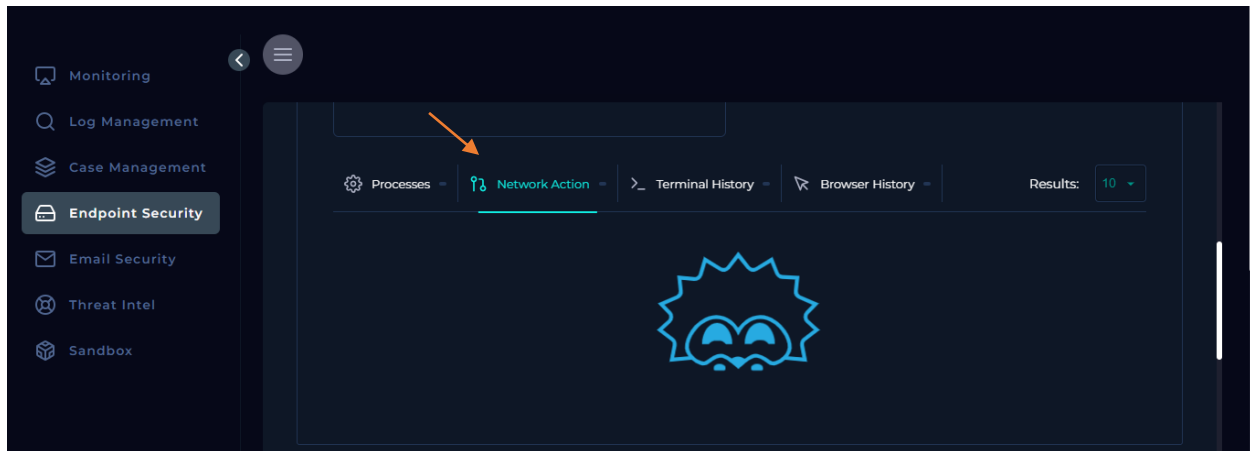 Monitoring
Log Management
Case Management
Endpoint Security
Email Security
Threat Intel
Sandbox
Processes - Network Action - >_ Terminal History - Browser History - Results: 10